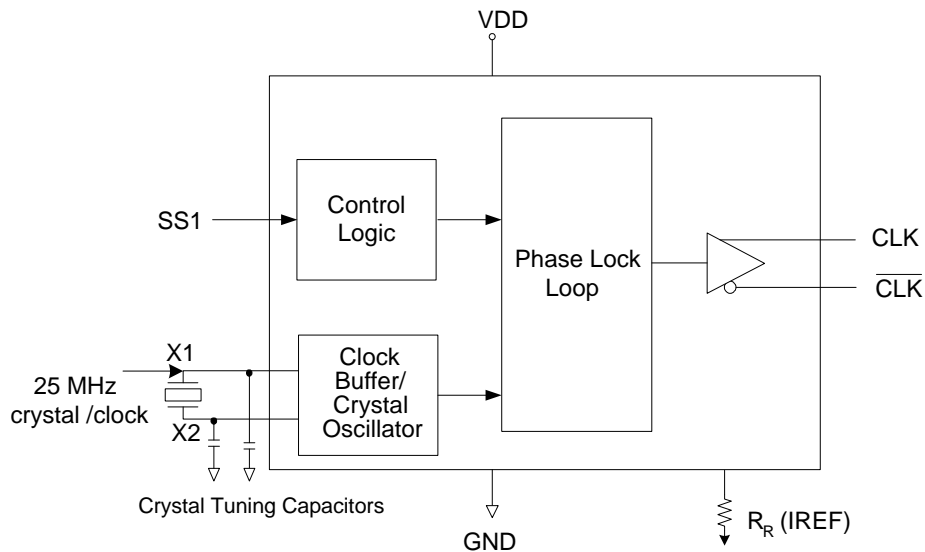 VDD
SS1
Control
Logic
Phase Lock
Loop
CLK
CLK
X1
25 MHz
crystal /clock
X2
Clock
Buffer/
Crystal
Oscillator
Crystal Tuning Capacitors
GND
RR (IREF)